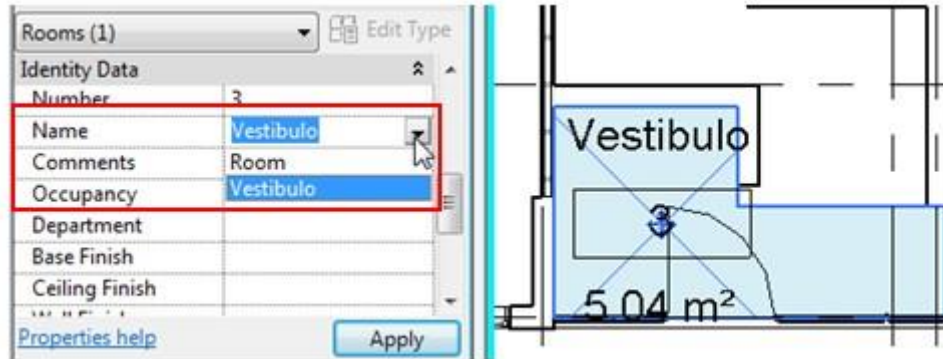 Rooms (1)
Edit Type
Identity Data
Number 3
Name Vestibulo
Comments Room
Occupancy Vestibulo
Department
Base Finish
Ceiling Finish
Properties help
Apply
Vestibulo
3
5.04 m²